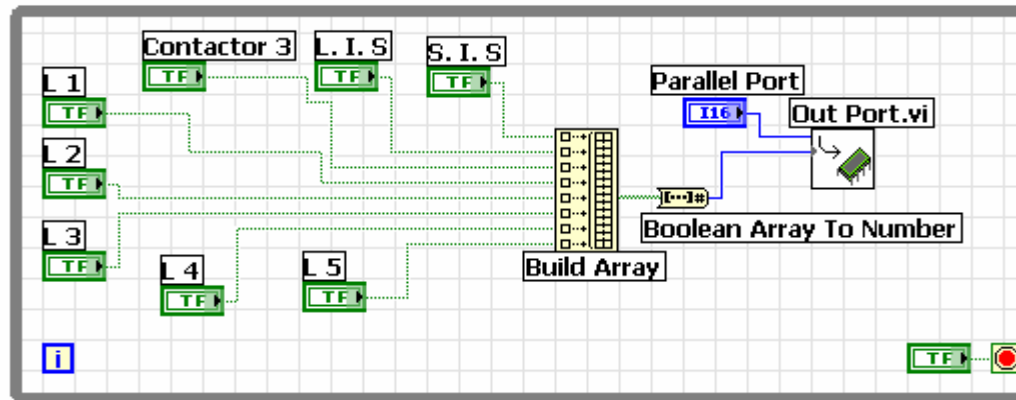 Contactor 3
L. I. S
S. I. S
TF
TF
TF
L 1
TF
Parallel Port
I16
Out Port.vi
L 2
TF
[···]#
Boolean Array To Number
L 3
TF
L 4
TF
L 5
TF
Build Array
i
TF